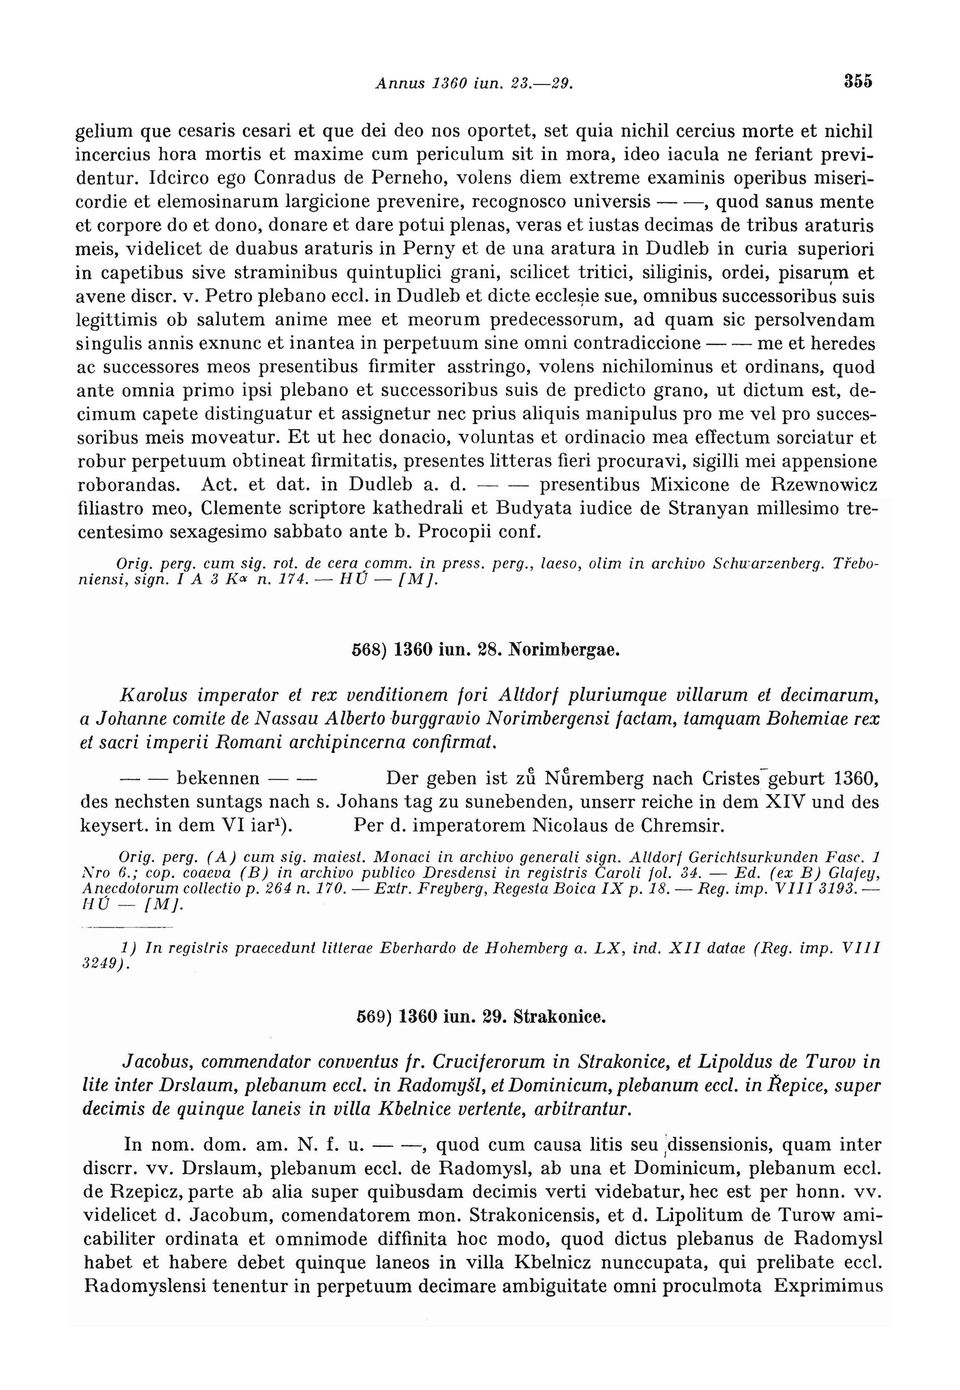 Annus 1360 iun. 23.—29. 355
gelium que cesaris cesari et que dei deo nos oportet, set quia nichil cercius morte et nichil
incercius hora mortis et maxime cum periculum sit in mora, ideo iacula ne feriant previ-
dentur. Idcirco ego Conradus de Perneho, volens diem extreme examinis operibus miseri-
cordie et elemosinarum largicione prevenire, recognosco universis — —, quod sanus mente
et corpore do et dono, donare et dare potui plenas, veras et iustas decimas de tribus araturis
meis, videlicet de duabus araturis in Perny et de una aratura in Dudleb in curia superiori
in capetibus sive straminibus quintuplici grani, scilicet tritici, siliginis, ordei, pisarum et
avene discr. v. Petro plebano eccl. in Dudleb et dicte ecclesie sue, omnibus successoribus suis
legittimis ob salutem anime mee et meorum predecessorum, ad quam sic persolvendam
singulis annis exnunc et inantea in perpetuum sine omni contradiccione — — me et heredes
ac successores meos presentibus firmiter asstringo, volens nichilominus et ordinans, quod
ante omnia primo ipsi plebano et successoribus suis de predicto grano, ut dictum est, de-
cimum capete distinguatur et assignetur nec prius aliquis manipulus pro me vel pro succes-
soribus meis moveatur. Et ut hec donacio, voluntas et ordinacio mea effectum sorciatur et
robur perpetuum obtineat firmitatis, presentes litteras fieri procuravi, sigilli mei appensione
roborandas. Act. et dat. in Dudleb a. d. — — presentibus Mixicone de Rzewnowicz
filiastro meo, Clemente scriptore kathedrali et Budyata iudice de Stranyan millesimo tre-
centesimo sexagesimo sabbato ante b. Procopii conf.
Orig. perg. cum sig. rot. de cera comm. in press. perg., laeso, olim in archivo Schwarzenberg. Třebo-
niensi, sign. I A 3 Kα n. 174. — HÚ — [M].
568) 1360 iun. 28. Norimbergae.
Karolus imperator et rex venditionem fori Altdorf pluriumque villarum et decimarum,
a Johanne comite de Nassau Alberto burggravio Norimbergensi factam, tamquam Bohemiae rex
et sacri imperii Romani archipincerna confirmat.
— — bekennen — — Der geben ist zuͤ Nuͤremberg nach Cristes geburt 1360,
des nechsten suntags nach s. Johans tag zu sunebenden, unserr reiche in dem XIV und des
keysert. in dem VI iar¹). Per d. imperatorem Nicolaus de Chremsir.
Orig. perg. (A) cum sig. maiest. Monaci in archivo generali sign. Altdorf Gerichtsurkunden Fasc. 1
Nro 6.; cop. coaeva (B) in archivo publico Dresdensi in registris Caroli fol. 34. — Ed. (ex B) Glafey,
Anecdotorum collectio p. 264 n. 170. — Extr. Freyberg, Regesta Boica IX p. 18. — Reg. imp. VIII 3193. —
HÚ — [M].
1) In registris praecedunt litterae Eberhardo de Hohemberg a. LX, ind. XII datae (Reg. imp. VIII
3249).
569) 1360 iun. 29. Strakonice.
Jacobus, commendator conventus fr. Cruciferorum in Strakonice, et Lipoldus de Turov in
lite inter Drslaum, plebanum eccl. in Radomyšl, et Dominicum, plebanum eccl. in Řepice, super
decimis de quinque laneis in villa Kbelnice vertente, arbitrantur.
In nom. dom. am. N. f. u. — —, quod cum causa litis seu dissensionis, quam inter
discrr. vv. Drslaum, plebanum eccl. de Radomysl, ab una et Dominicum, plebanum eccl.
de Rzepicz, parte ab alia super quibusdam decimis verti videbatur, hec est per honn. vv.
videlicet d. Jacobum, comendatorem mon. Strakonicensis, et d. Lipolitum de Turow ami-
cabiliter ordinata et omnimode diffinita hoc modo, quod dictus plebanus de Radomysl
habet et habere debet quinque laneos in villa Kbelnicz nunccupata, qui prelibate eccl.
Radomyslensi tenentur in perpetuum decimare ambiguitate omni proculmota Exprimimus